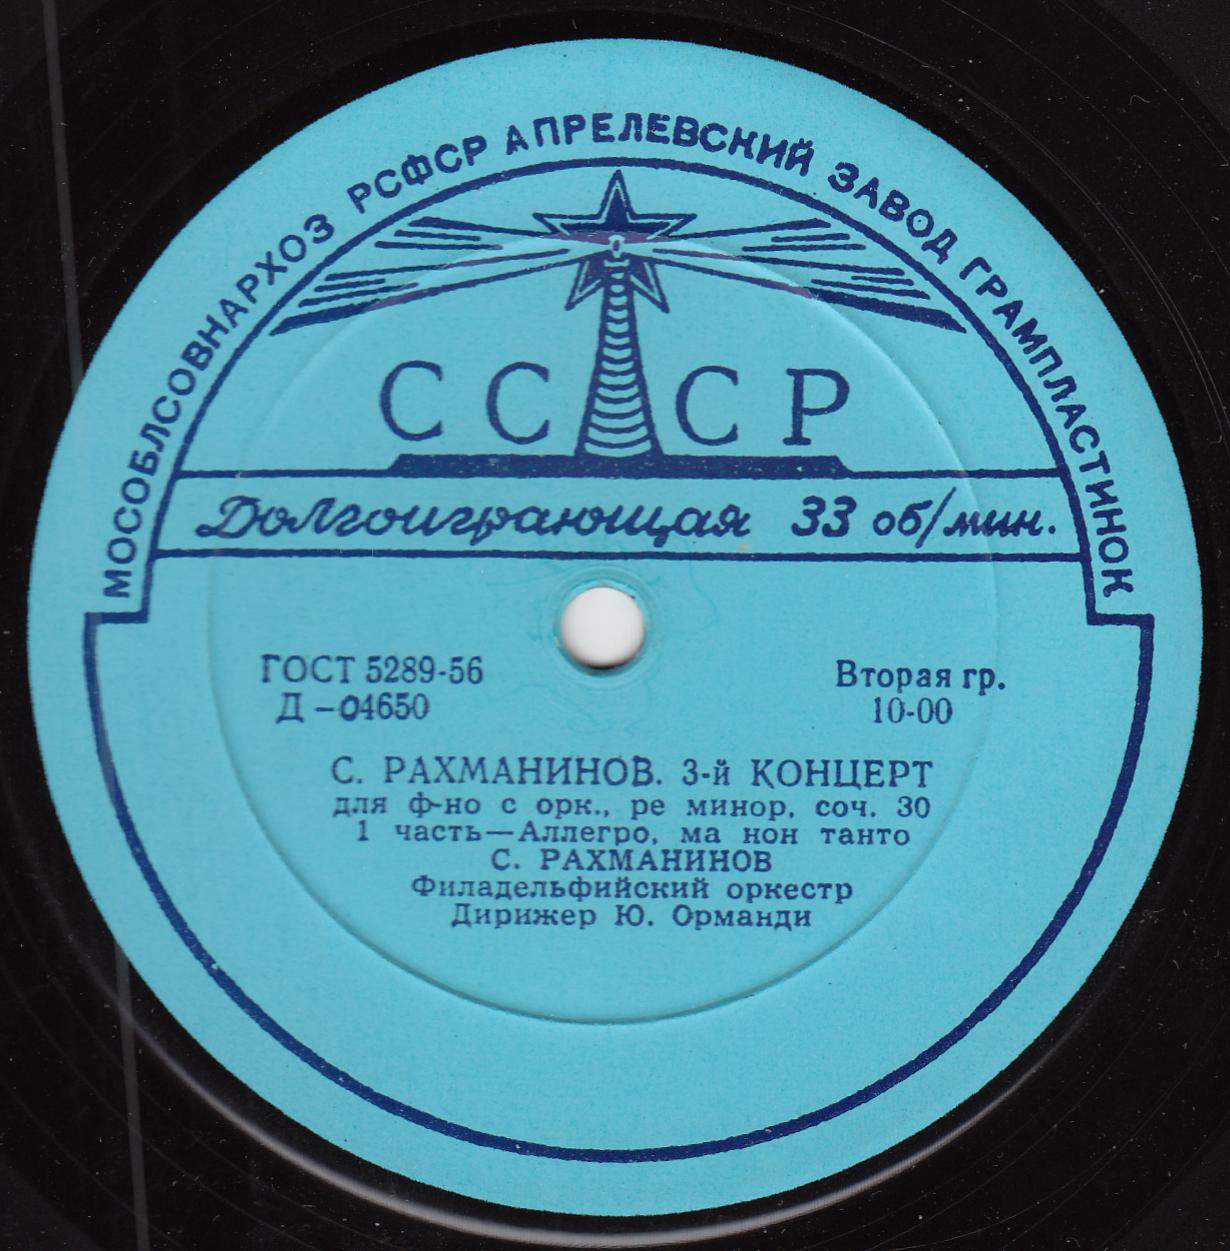 МОСОБЛСОВНАРХОЗ РСФСР АПРЕЛЕВСКИЙ ЗАВОД ГРАМПЛАСТИНОК
СССР
Долгоиграющая 33 об/мин.
ГОСТ 5289-56
Д-04650
Вторая гр.
10-00
С. РАХМАНИНОВ. 3-й КОНЦЕРТ
для ф-но с орк., ре минор, соч. 30
1 часть—Аллегро, ма нон танто
С. РАХМАНИНОВ
Филадельфийский оркестр
Дирижер Ю. Орманди